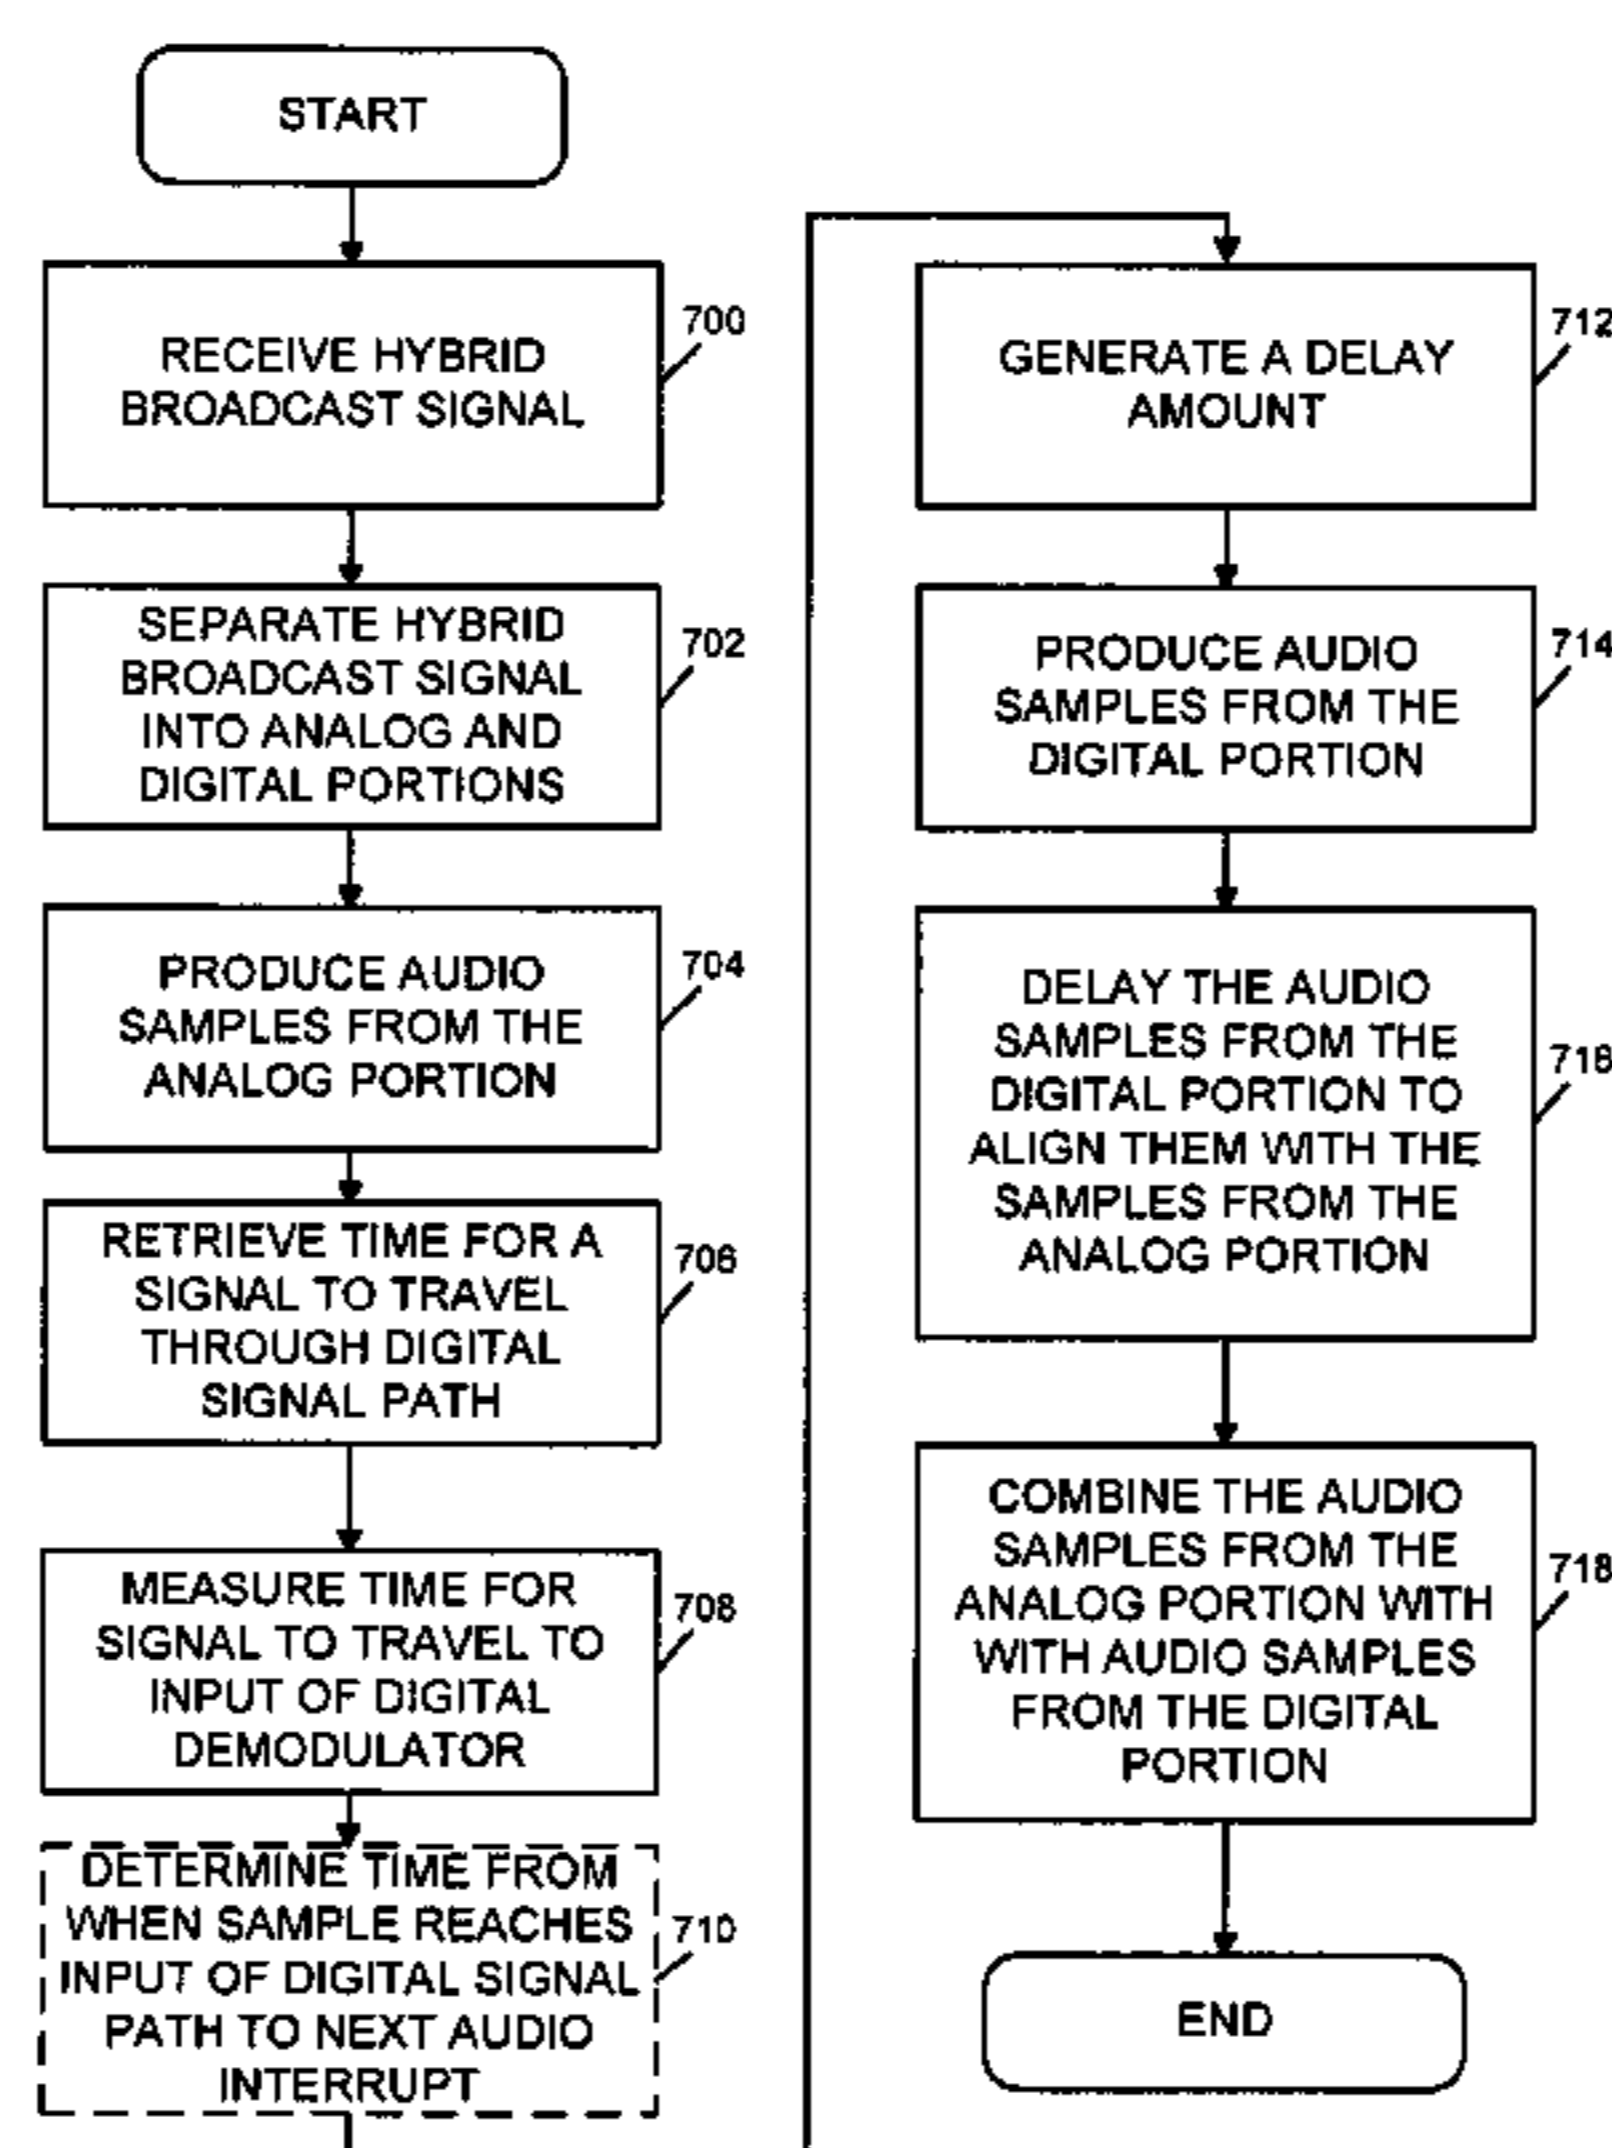 START
RECEIVE HYBRID
BROADCAST SIGNAL
700
SEPARATE HYBRID
BROADCAST SIGNAL
INTO ANALOG AND
DIGITAL PORTIONS
702
PRODUCE AUDIO
SAMPLES FROM THE
ANALOG PORTION
704
RETRIEVE TIME FOR A
SIGNAL TO TRAVEL
THROUGH DIGITAL
SIGNAL PATH
706
MEASURE TIME FOR
SIGNAL TO TRAVEL TO
INPUT OF DIGITAL
DEMODULATOR
708
DETERMINE TIME FROM
WHEN SAMPLE REACHES
INPUT OF DIGITAL SIGNAL
PATH TO NEXT AUDIO
INTERRUPT
710
GENERATE A DELAY
AMOUNT
712
PRODUCE AUDIO
SAMPLES FROM THE
DIGITAL PORTION
714
DELAY THE AUDIO
SAMPLES FROM THE
DIGITAL PORTION TO
ALIGN THEM WITH THE
SAMPLES FROM THE
ANALOG PORTION
716
COMBINE THE AUDIO
SAMPLES FROM THE
ANALOG PORTION WITH
WITH AUDIO SAMPLES
FROM THE DIGITAL
PORTION
718
END